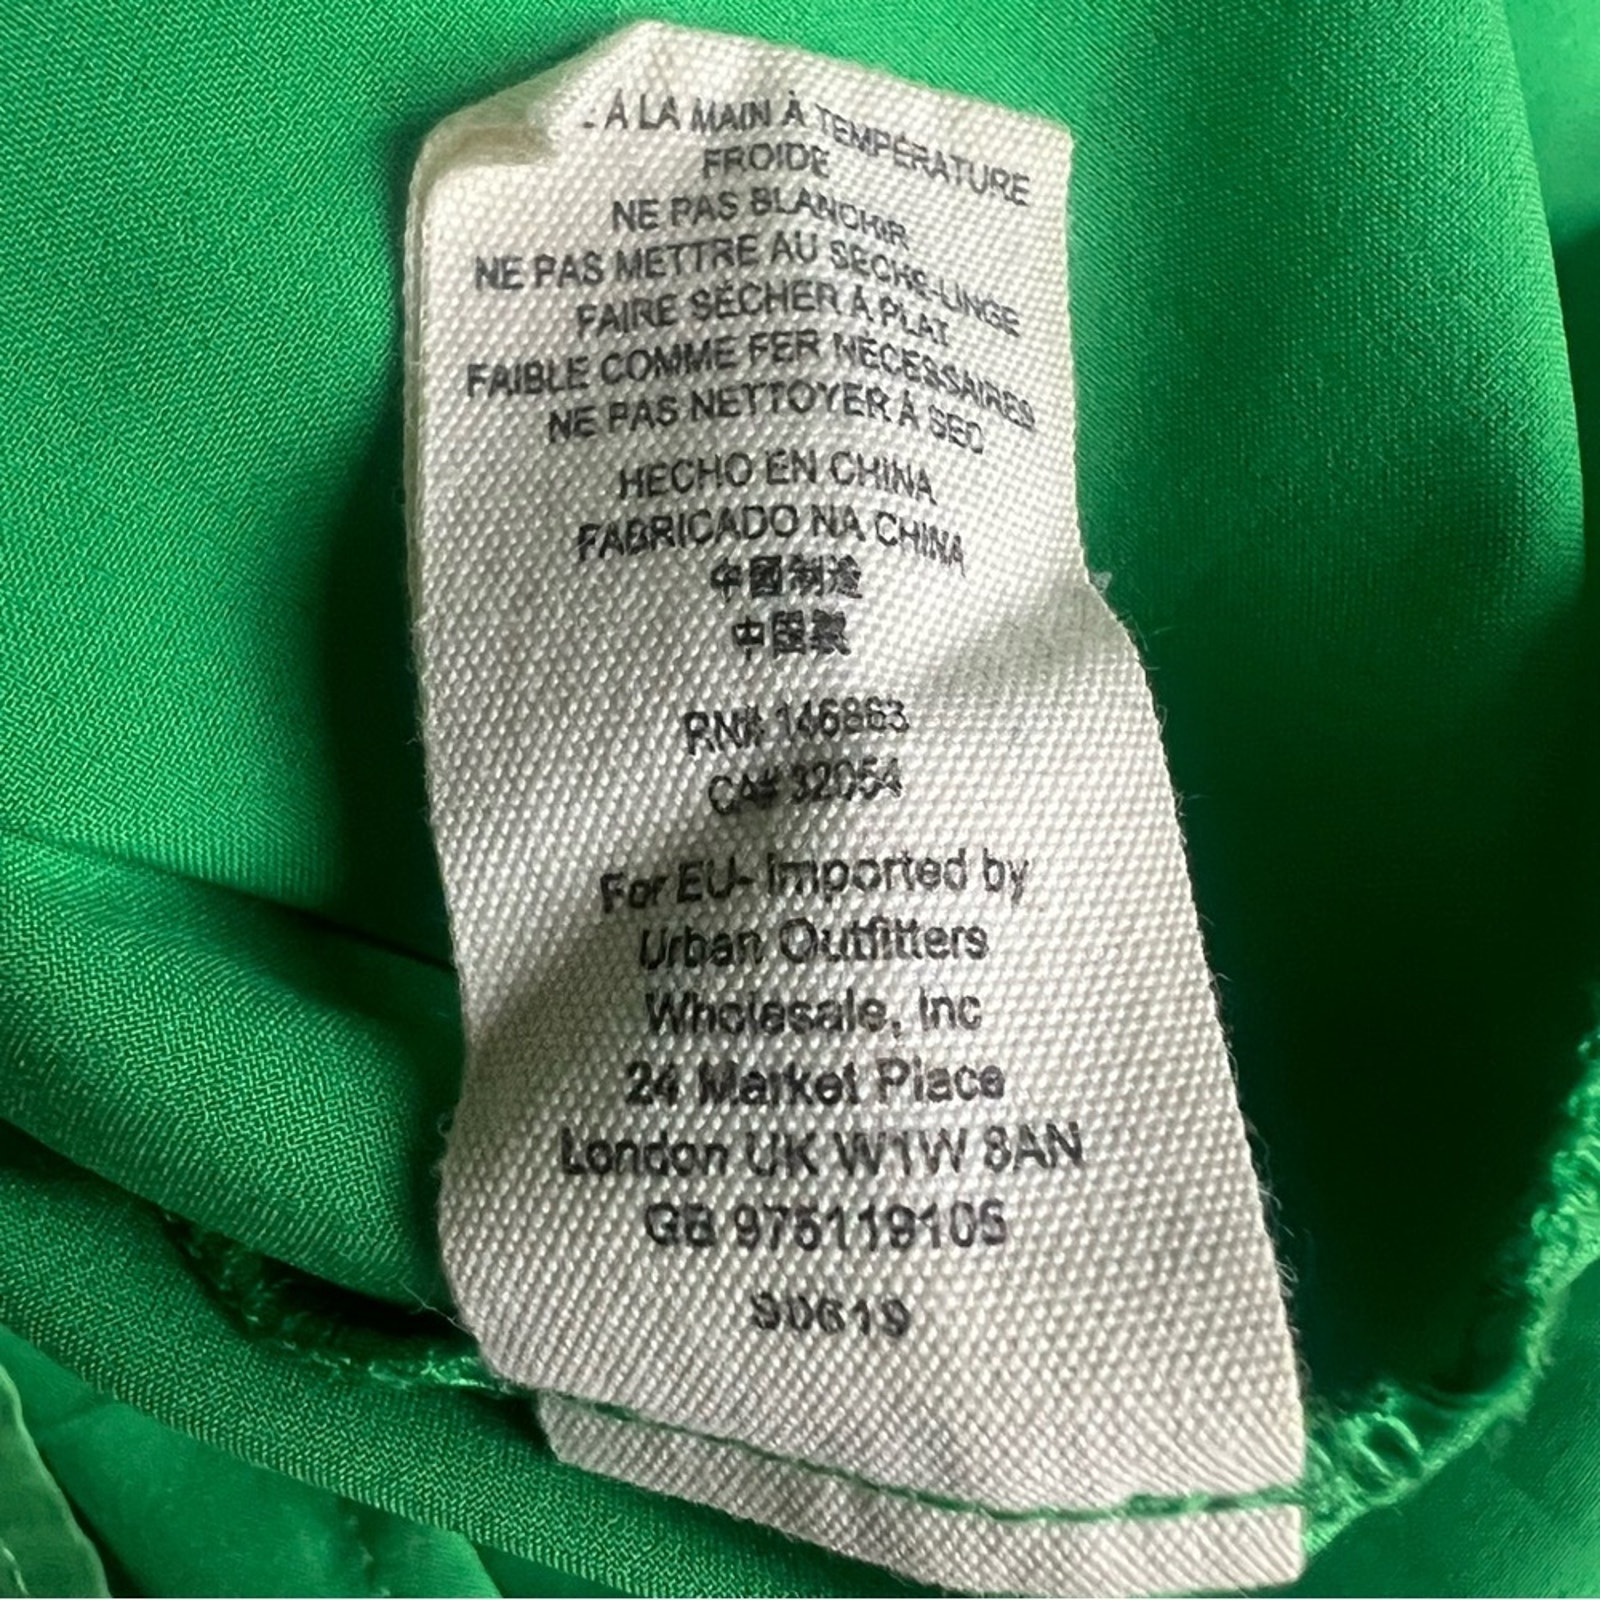 À LA MAIN À TEMPÉRATURE
FROIDE
NE PAS BLANCHIR
NE PAS METTRE AU SÉCHE-LINGE
FAIRE SÉCHER À PLAT
FAIBLE COMME FER NÉCESSAIRES
NE PAS NETTOYER À SEC
HECHO EN CHINA
FABRICADO NA CHINA
中國制造
中国製
RN# 146863
CA# 32054
For EU- Imported by
Urban Outfitters
Wholesale, Inc
24 Market Place
London UK W1W 8AN
GB 975119105
90619